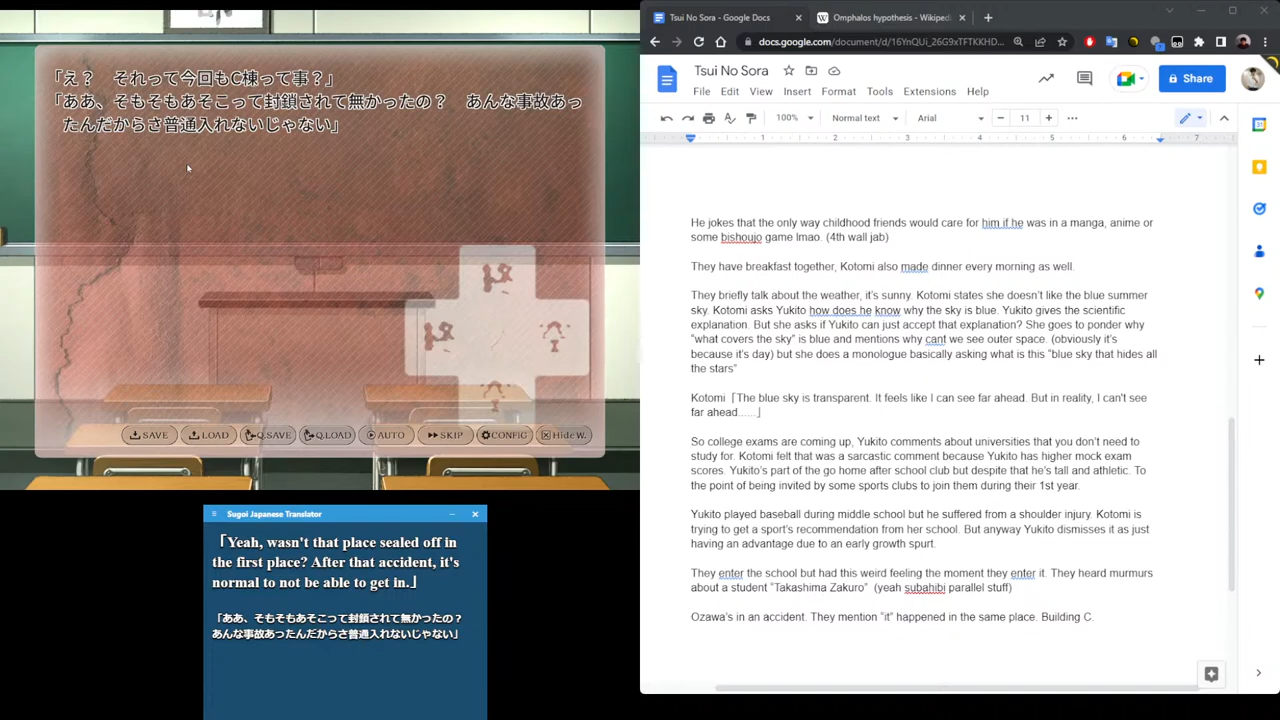 「え？　それって今回もC棟って事？」
「ああ、そもそもあそこって封鎖されて無かったの？　あんな事故あっ
たんだからさ普通入れないじゃない」
SAVE
LOAD
Q.SAVE
Q.LOAD
AUTO
SKIP
CONFIG
Hide W.
Sugoi Japanese Translator
「Yeah, wasn't that place sealed off in
the first place? After that accident, it's
normal to not be able to get in.」
「ああ、そもそもあそこって封鎖されて無かったの？
あんな事故あったんだからさ普通入れないじゃない」
Tsui No Sora - Google Docs
Omphalos hypothesis - Wikiped
docs.google.com/document/d/16YnQUi_26G9xTFTKKHD...
Tsui No Sora
Share
File Edit View Insert Format Tools Extensions Help
100% Normal text Arial 11
1 2 3 4 5 6 7
He jokes that the only way childhood friends would care for him if he was in a manga, anime or
some bishoujo game lmao. (4th wall jab)
They have breakfast together, Kotomi also made dinner every morning as well.
They briefly talk about the weather, it's sunny. Kotomi states she doesn't like the blue summer
sky. Kotomi asks Yukito how does he know why the sky is blue. Yukito gives the scientific
explanation. But she asks if Yukito can just accept that explanation? She goes to ponder why
"what covers the sky" is blue and mentions why cant we see outer space. (obviously it's
because it's day) but she does a monologue basically asking what is this "blue sky that hides all
the stars"
Kotomi「The blue sky is transparent. It feels like I can see far ahead. But in reality, I can't see
far ahead......」
So college exams are coming up, Yukito comments about universities that you don't need to
study for. Kotomi felt that was a sarcastic comment because Yukito has higher mock exam
scores. Yukito's part of the go home after school club but despite that he's tall and athletic. To
the point of being invited by some sports clubs to join them during their 1st year.
Yukito played baseball during middle school but he suffered from a shoulder injury. Kotomi is
trying to get a sport's recommendation from her school. But anyway Yukito dismisses it as just
having an advantage due to an early growth spurt.
They enter the school but had this weird feeling the moment they enter it. They heard murmurs
about a student "Takashima Zakuro" (yeah subahibi parallel stuff)
Ozawa's in an accident. They mention "it" happened in the same place. Building C.